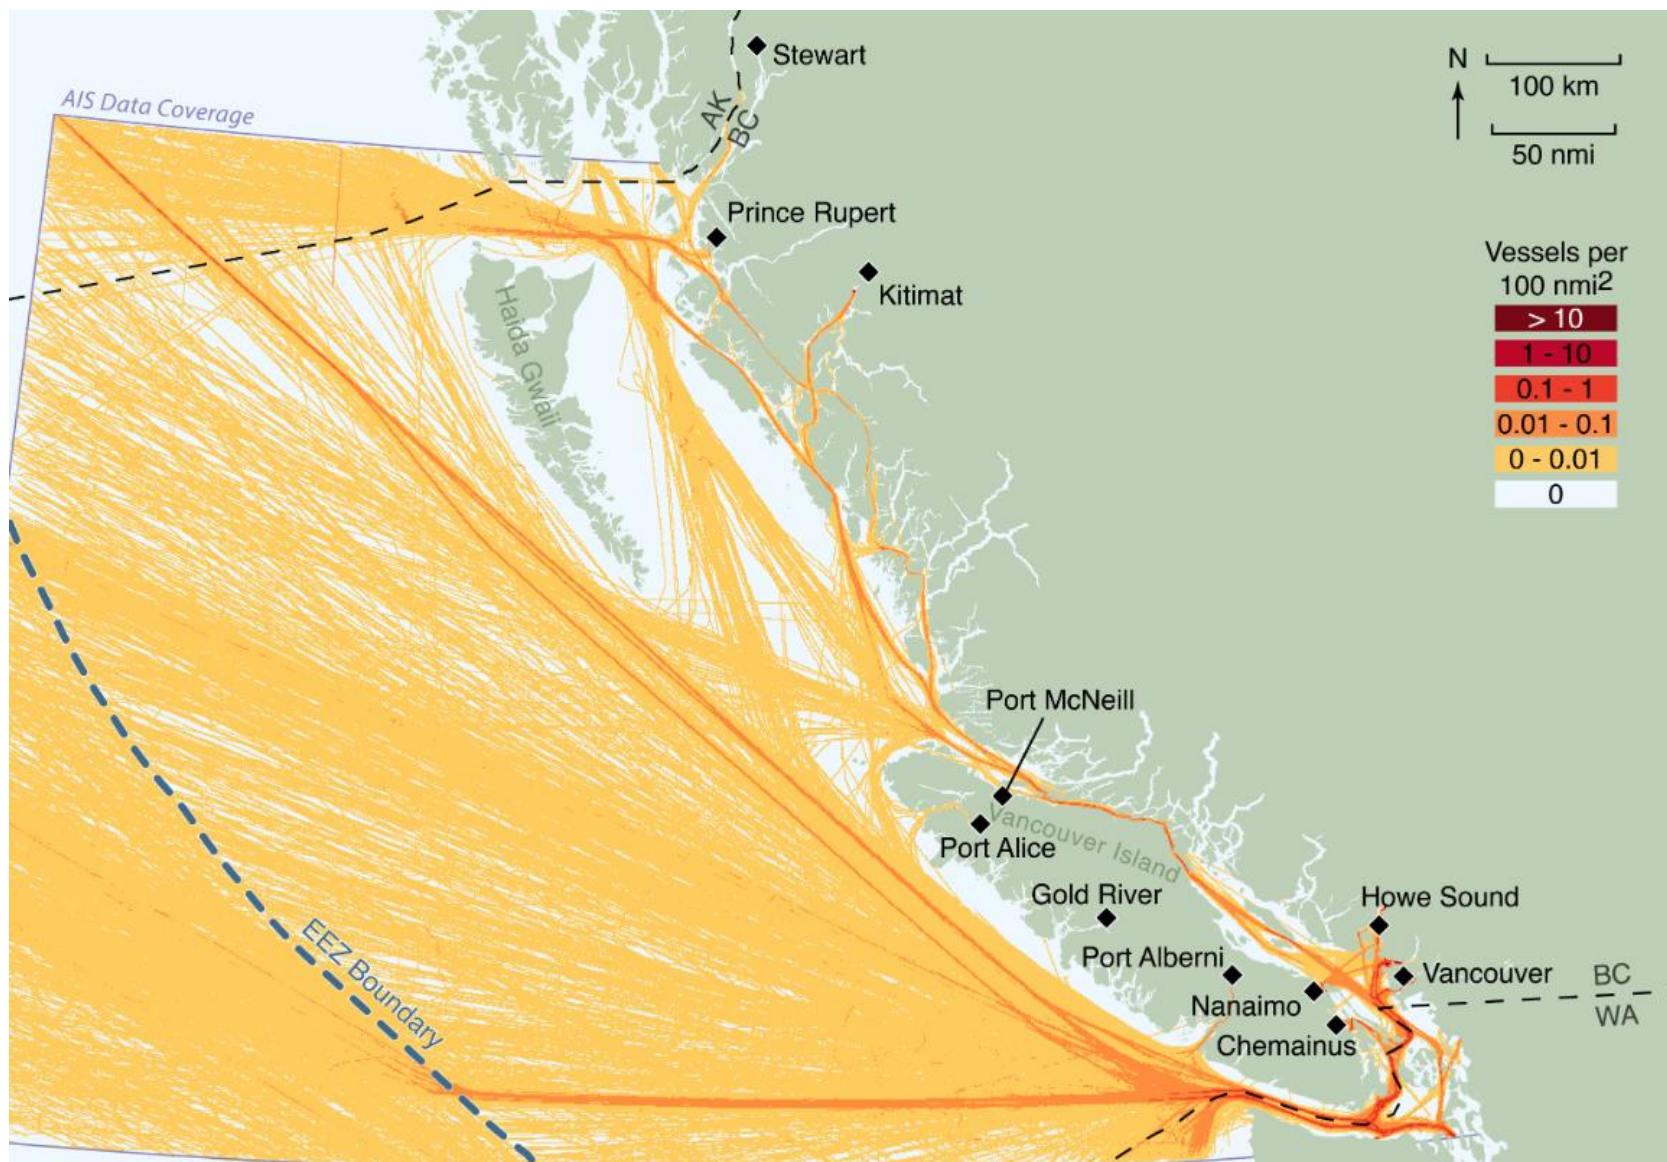 Stewart
N
100 km
50 nmi
AIS Data Coverage
AK
BC
Prince Rupert
Kitimat
Vessels per
100 nmi2
> 10
1 - 10
0.1 - 1
0.01 - 0.1
0 - 0.01
0
Haida Gwaii
Port McNeill
Vancouver Island
Port Alice
Gold River
Howe Sound
Port Alberni
Vancouver
Nanaimo
Chemainus
BC
WA
EEZ Boundary